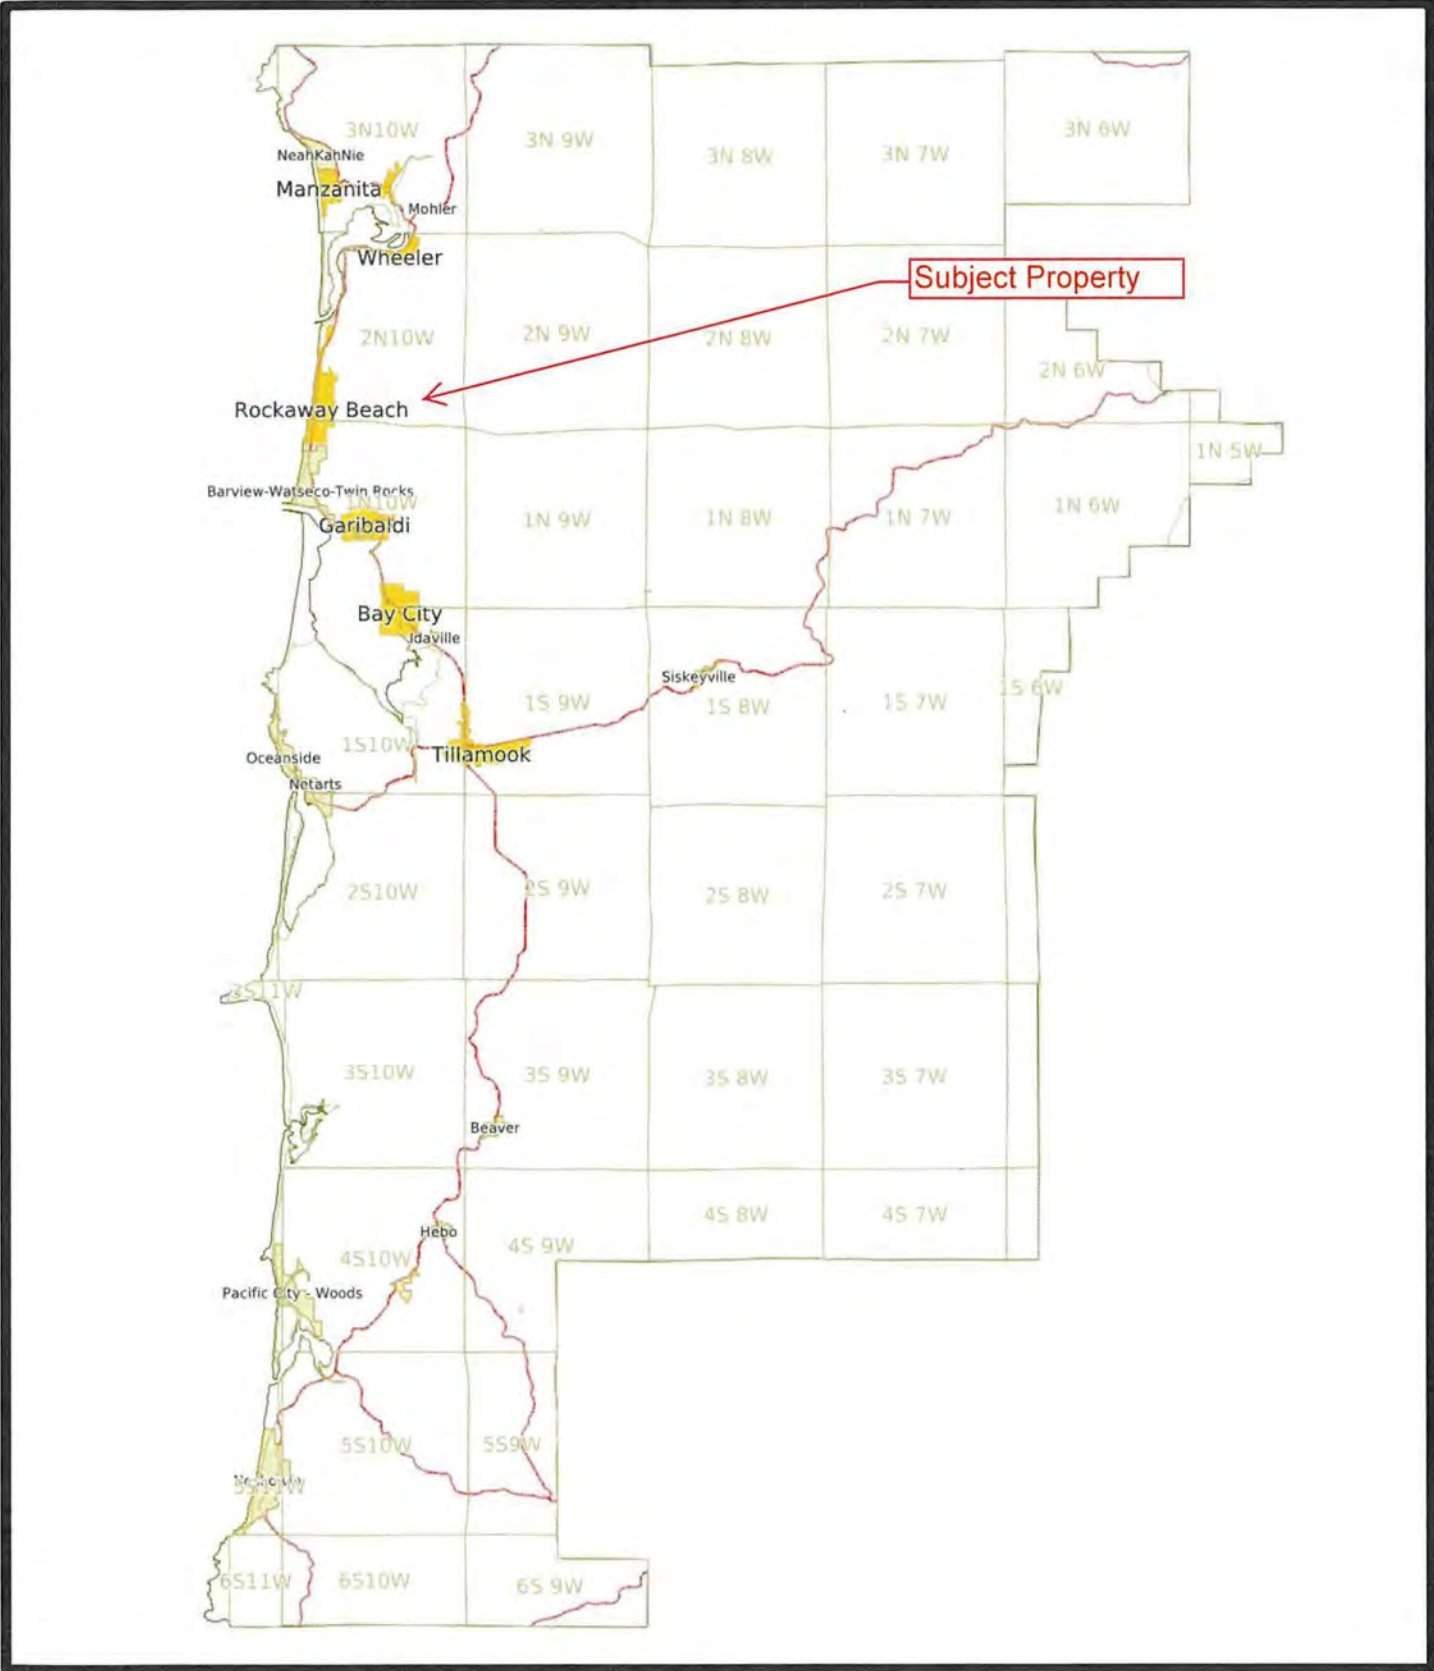 3N10W
3N 9W
3N 8W
3N 7W
3N 6W
NeahKahNie
Manzanita
Mohler
Wheeler
Subject Property
2N10W
2N 9W
2N 8W
2N 7W
2N 6W
Rockaway Beach
1N 5W
Barview-Watseco-Twin Rocks
1N10W
1N 9W
1N 8W
1N 7W
1N 6W
Garibaldi
Bay City
Idaville
Siskeyville
1S 9W
1S 8W
1S 7W
1S 6W
1S10W
Tillamook
Oceanside
Netarts
2S10W
2S 9W
2S 8W
2S 7W
3S11W
3S10W
3S 9W
3S 8W
3S 7W
Beaver
4S 8W
4S 7W
Hebo
4S10W
4S 9W
Pacific City - Woods
5S10W
5S9W
5S11W
6S11W
6S10W
6S 9W